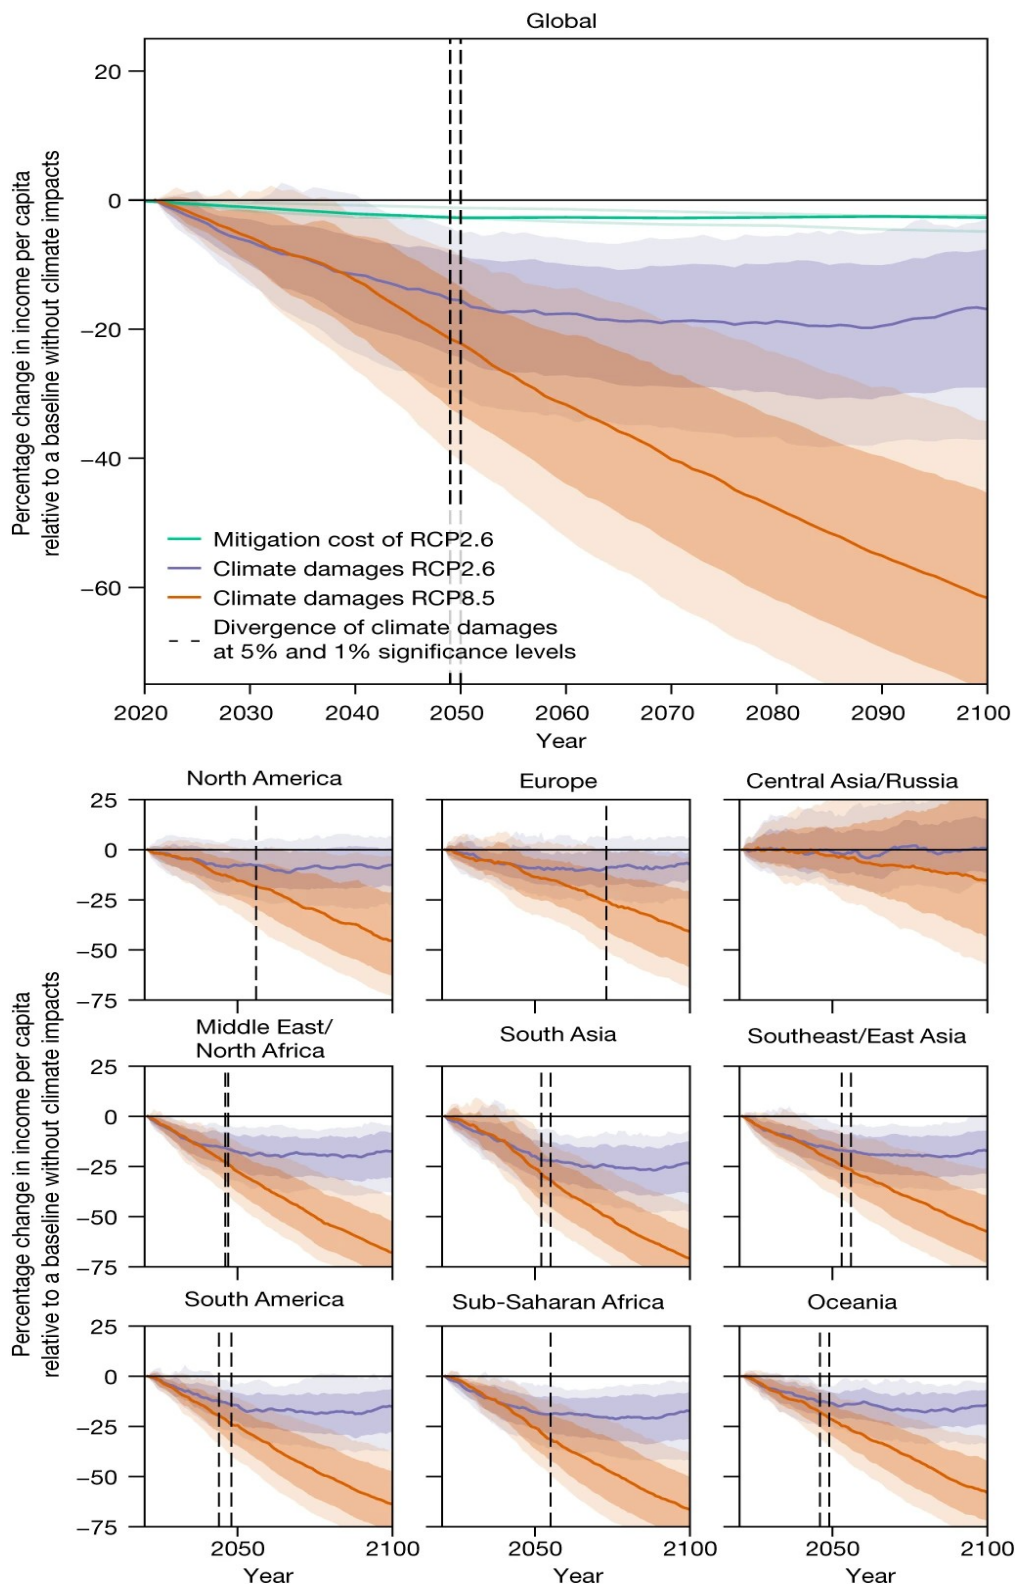 Global
Percentage change in income per capita
relative to a baseline without climate impacts
20
0
−20
−40
−60
Mitigation cost of RCP2.6
Climate damages RCP2.6
Climate damages RCP8.5
Divergence of climate damages
at 5% and 1% significance levels
2020 2030 2040 2050 2060 2070 2080 2090 2100
Year
Percentage change in income per capita
relative to a baseline without climate impacts
North America Europe Central Asia/Russia
25
0
−25
−50
−75
Middle East/
North Africa
South Asia
Southeast/East Asia
25
0
−25
−50
−75
South America Sub-Saharan Africa Oceania
25
0
−25
−50
−75
2050 2100 2050 2100 2050 2100
Year Year Year